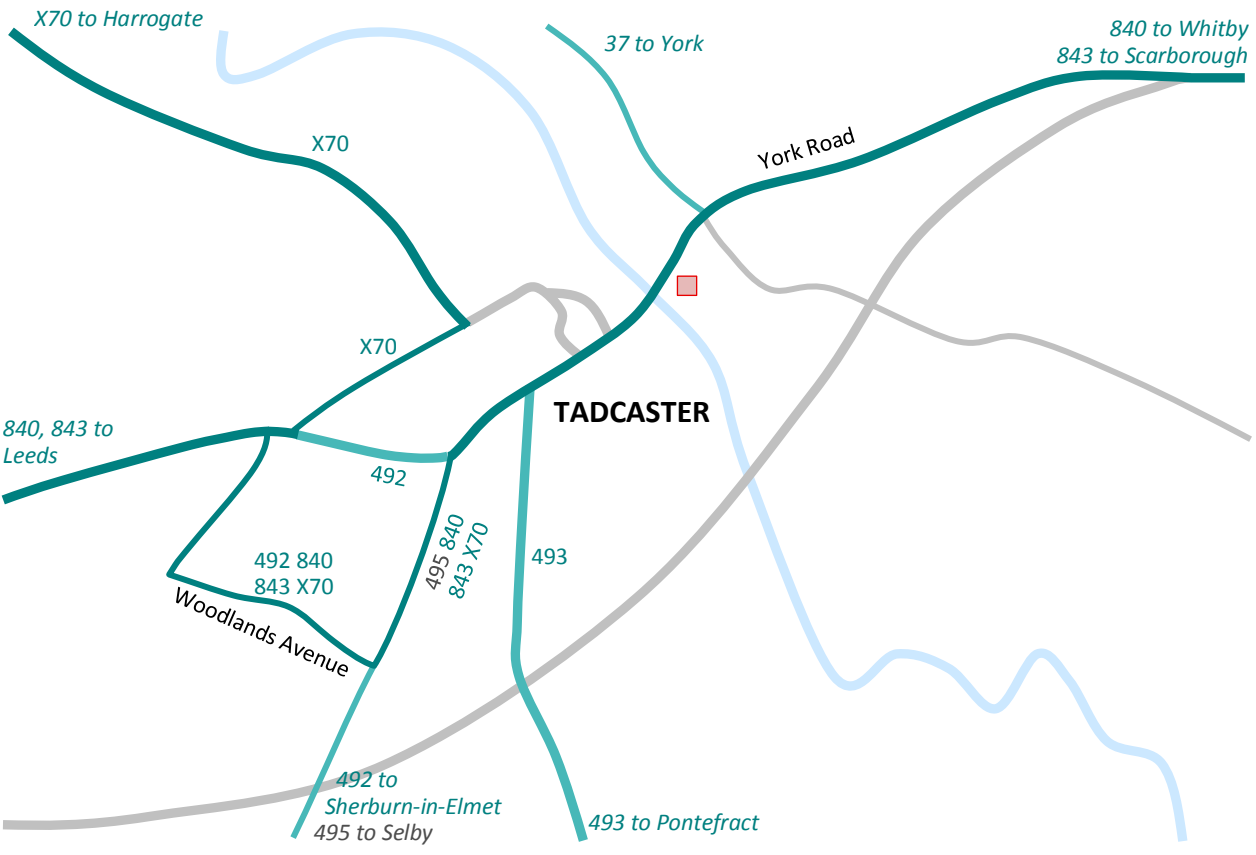 X70 to Harrogate
37 to York
840 to Whitby
843 to Scarborough
York Road
X70
X70
TADCASTER
840, 843 to
Leeds
492
495 840
843 X70
493
492 840
843 X70
Woodlands Avenue
492 to
Sherburn-in-Elmet
495 to Selby
493 to Pontefract